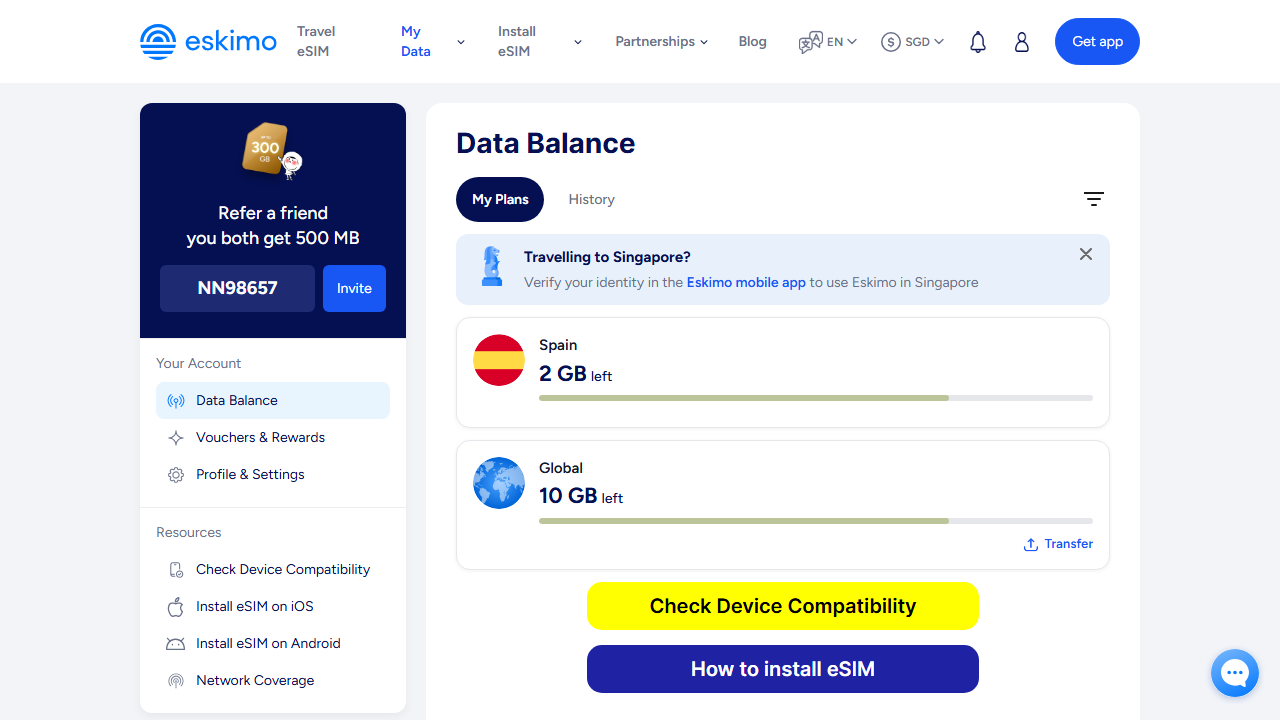 eskimo
Travel
eSIM
My
Data
Install
eSIM
Partnerships
Blog
EN
SGD
Get app
300
GB
Refer a friend
you both get 500 MB
NN98657
Invite
Your Account
Data Balance
Vouchers & Rewards
Profile & Settings
Resources
Check Device Compatibility
Install eSIM on iOS
Install eSIM on Android
Network Coverage
Data Balance
My Plans
History
Travelling to Singapore?
Verify your identity in the Eskimo mobile app to use Eskimo in Singapore
Spain
2 GB left
Global
10 GB left
Transfer
Check Device Compatibility
How to install eSIM